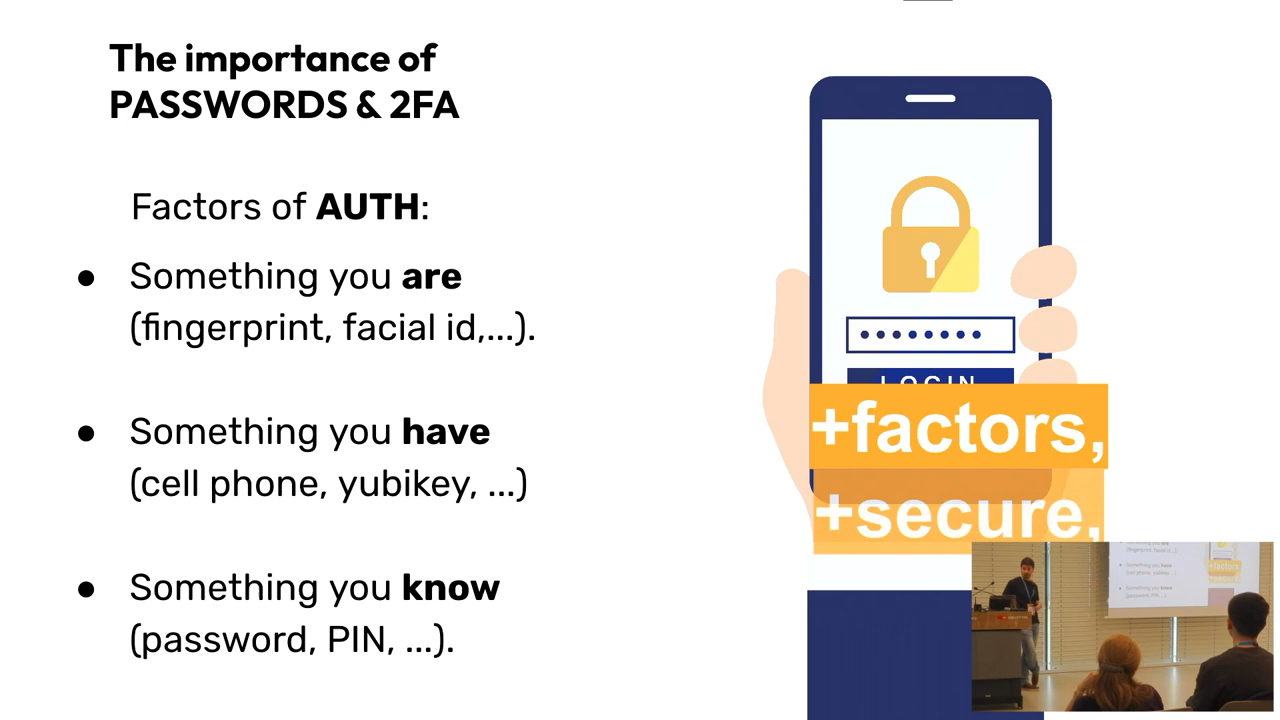 The importance of
PASSWORDS & 2FA
Factors of AUTH:
● Something you are
(fingerprint, facial id,...).
● Something you have
(cell phone, yubikey, ...)
● Something you know
(password, PIN, ...).
LOGIN
+factors,
+secure,